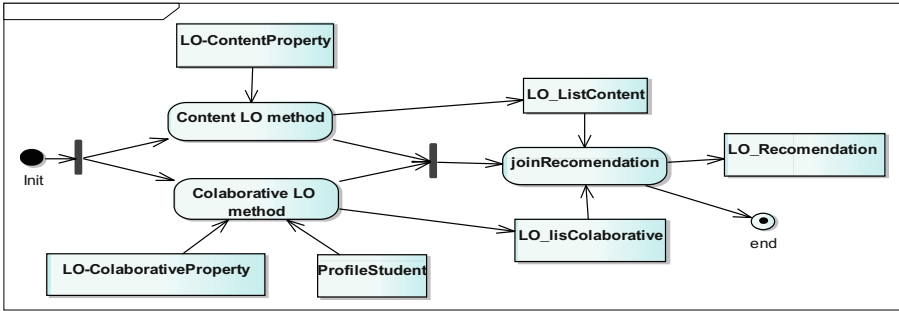 LO-ContentProperty
LO_ListContent
Content LO method
LO_Recomendation
joinRecomendation
Init
Colaborative LO
method
LO_lisColaborative
end
LO-ColaborativeProperty
ProfileStudent